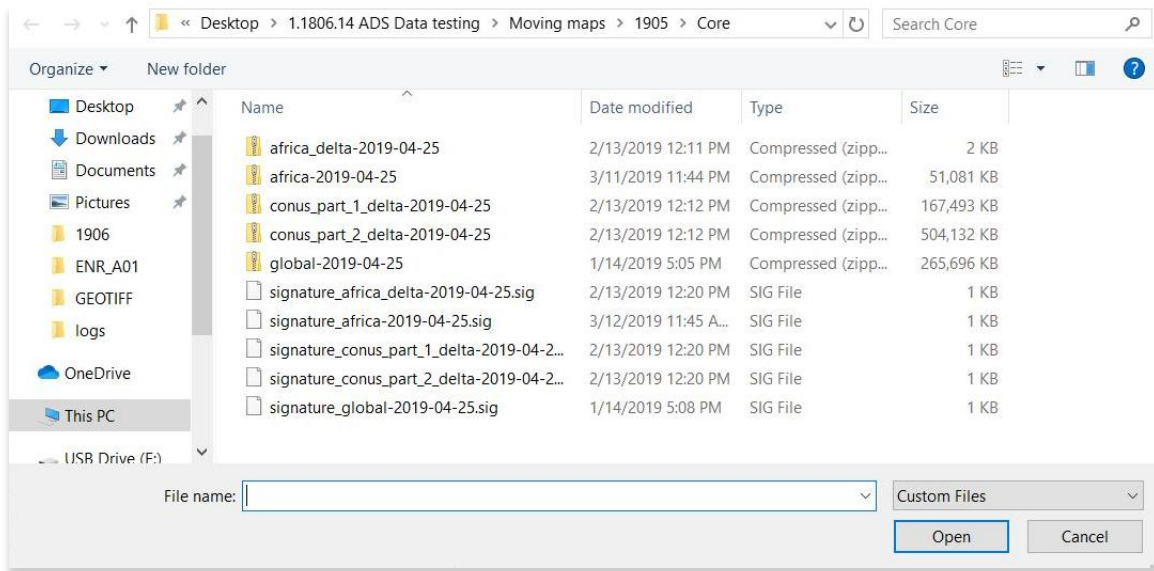 « Desktop > 1.1806.14 ADS Data testing > Moving maps > 1905 > Core Search Core
Organize New folder
Name Date modified Type Size
Desktop
Downloads
Documents
Pictures
1906
ENR_A01
GEOTIFF
logs
OneDrive
This PC
USB Drive (F:)
africa_delta-2019-04-25 2/13/2019 12:11 PM Compressed (zipp... 2 KB
africa-2019-04-25 3/11/2019 11:44 PM Compressed (zipp... 51,081 KB
conus_part_1_delta-2019-04-25 2/13/2019 12:12 PM Compressed (zipp... 167,493 KB
conus_part_2_delta-2019-04-25 2/13/2019 12:12 PM Compressed (zipp... 504,132 KB
global-2019-04-25 1/14/2019 5:05 PM Compressed (zipp... 265,696 KB
signature_africa_delta-2019-04-25.sig 2/13/2019 12:20 PM SIG File 1 KB
signature_africa-2019-04-25.sig 3/12/2019 11:45 A... SIG File 1 KB
signature_conus_part_1_delta-2019-04-2... 2/13/2019 12:20 PM SIG File 1 KB
signature_conus_part_2_delta-2019-04-2... 2/13/2019 12:20 PM SIG File 1 KB
signature_global-2019-04-25.sig 1/14/2019 5:08 PM SIG File 1 KB
File name: Custom Files
Open Cancel